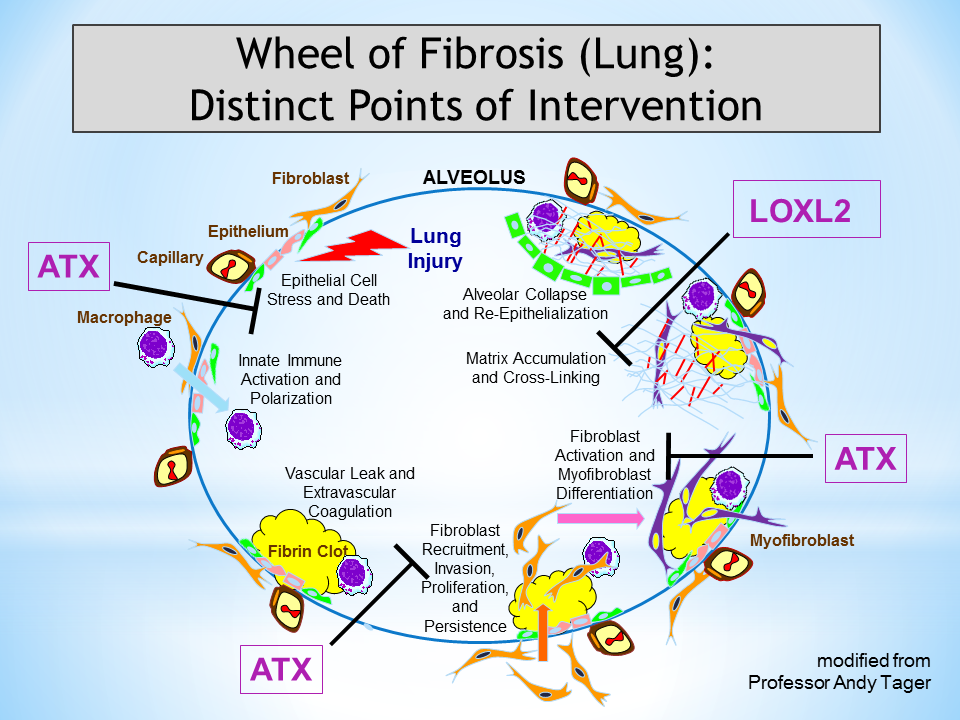 Wheel of Fibrosis (Lung):
Distinct Points of Intervention
Fibroblast
ALVEOLUS
LOXL2
Epithelium
Lung
Injury
Capillary
ATX
Epithelial Cell
Stress and Death
Alveolar Collapse
and Re-Epithelialization
Macrophage
Innate Immune
Activation and
Polarization
Matrix Accumulation
and Cross-Linking
Fibroblast
Activation and
Myofibroblast
Differentiation
ATX
Vascular Leak and
Extravascular
Coagulation
Fibrin Clot
Fibroblast
Recruitment,
Invasion,
Proliferation,
and
Persistence
Myofibroblast
ATX
modified from
Professor Andy Tager